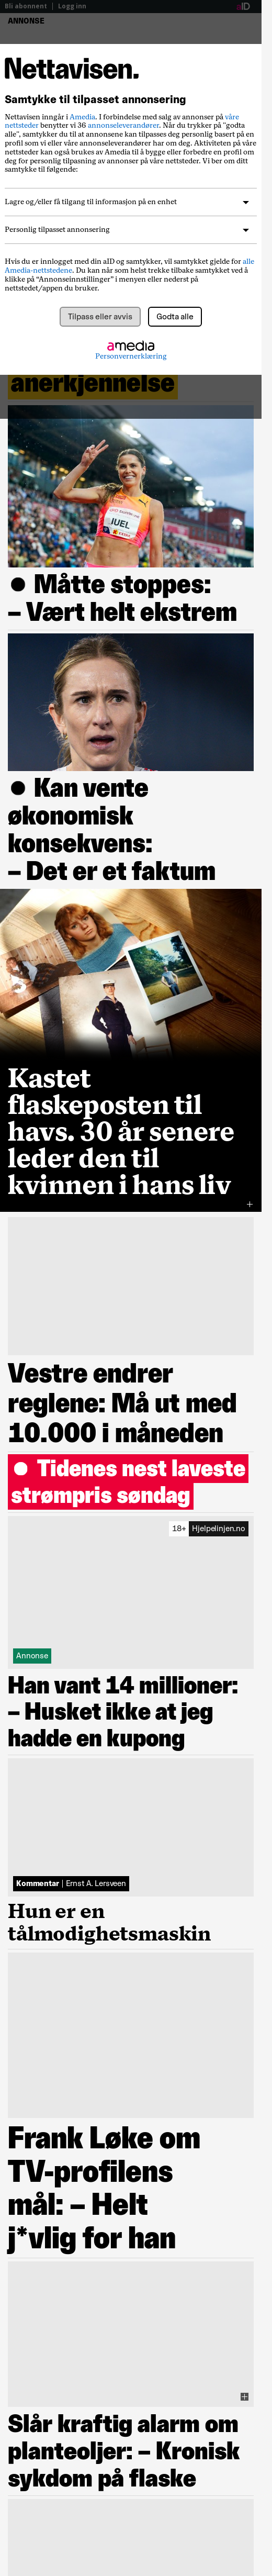 Bli abonnent | Logg inn
aID
ANNONSE
Nettavisen.
Samtykke til tilpasset annonsering
Nettavisen inngår i Amedia. I forbindelse med salg av annonser på våre
nettsteder benytter vi 36 annonseleverandører. Når du trykker på "godta
alle", samtykker du til at annonsene kan tilpasses deg personlig basert på en
profil som vi eller våre annonseleverandører har om deg. Aktiviteten på våre
nettsteder kan også brukes av Amedia til å bygge eller berike en profil om
deg for personlig tilpasning av annonser på våre nettsteder. Vi ber om ditt
samtykke til følgende:
Lagre og/eller få tilgang til informasjon på en enhet
Personlig tilpasset annonsering
Hvis du er innlogget med din aID og samtykker, vil samtykket gjelde for alle
Amedia-nettstedene. Du kan når som helst trekke tilbake samtykket ved å
klikke på “Annonseinnstillinger” i menyen eller nederst på
nettstedet/appen du bruker.
Tilpass eller avvis
Godta alle
amedia
Personvernerklæring
anerkjennelse
IUEL
● Måtte stoppes:
– Vært helt ekstrem
● Kan vente
økonomisk
konsekvens:
– Det er et faktum
Kastet
flaskeposten til
havs. 30 år senere
leder den til
kvinnen i hans liv
Vestre endrer
reglene: Må ut med
10.000 i måneden
● Tidenes nest laveste
strømpris søndag
18+ Hjelpelinjen.no
Annonse
Han vant 14 millioner:
– Husket ikke at jeg
hadde en kupong
Kommentar | Ernst A. Lersveen
Hun er en
tålmodighetsmaskin
Frank Løke om
TV-profilens
mål: – Helt
j*vlig for han
Slår kraftig alarm om
planteoljer: – Kronisk
sykdom på flaske